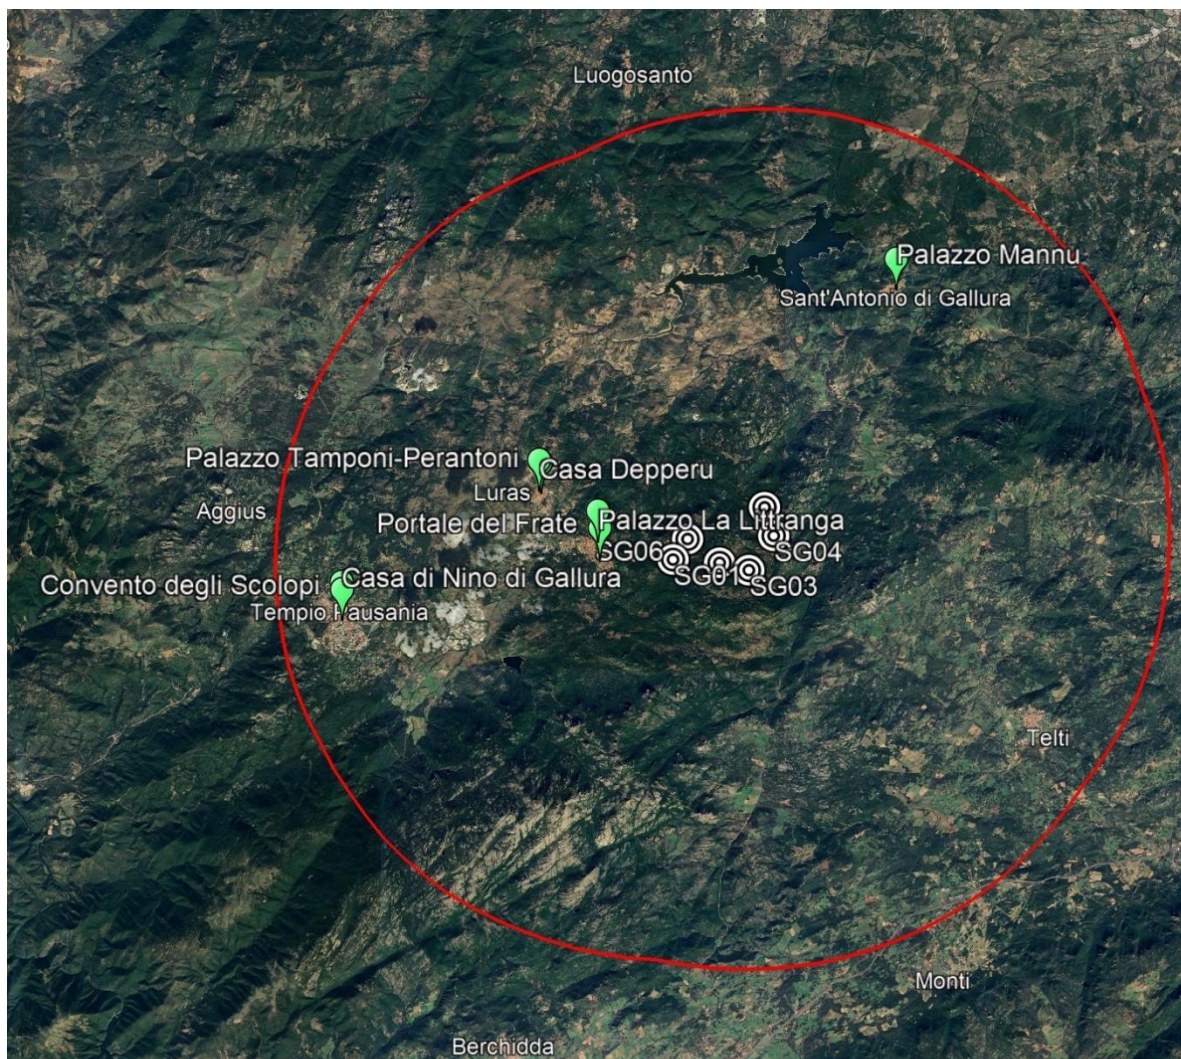 Luogosanto
Palazzo Mannu
Sant'Antonio di Gallura
Palazzo Tamponi-Perantoni
Casa Depperu
Luras
Aggius
Portale del Frate
Palazzo La Littranga
SG06
SG04
SG01
SG03
Convento degli Scolopi
Casa di Nino di Gallura
Tempio Pausania
Telti
Monti
Berchidda